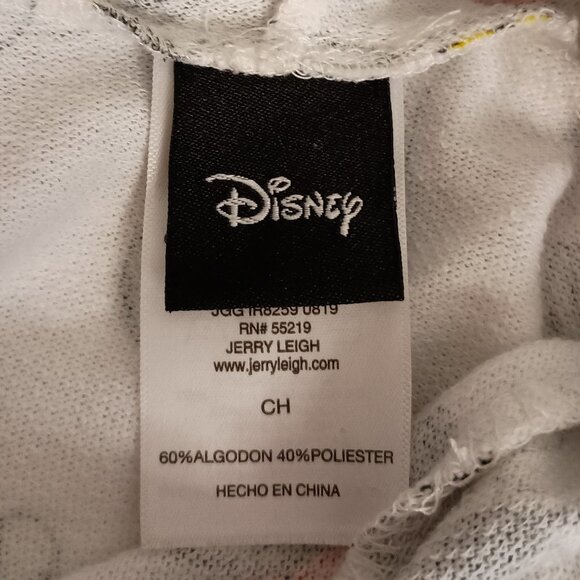 Disney
JGG IR8259 0819
RN# 55219
JERRY LEIGH
www.jerryleigh.com
CH
60%ALGODON 40%POLIESTER
HECHO EN CHINA